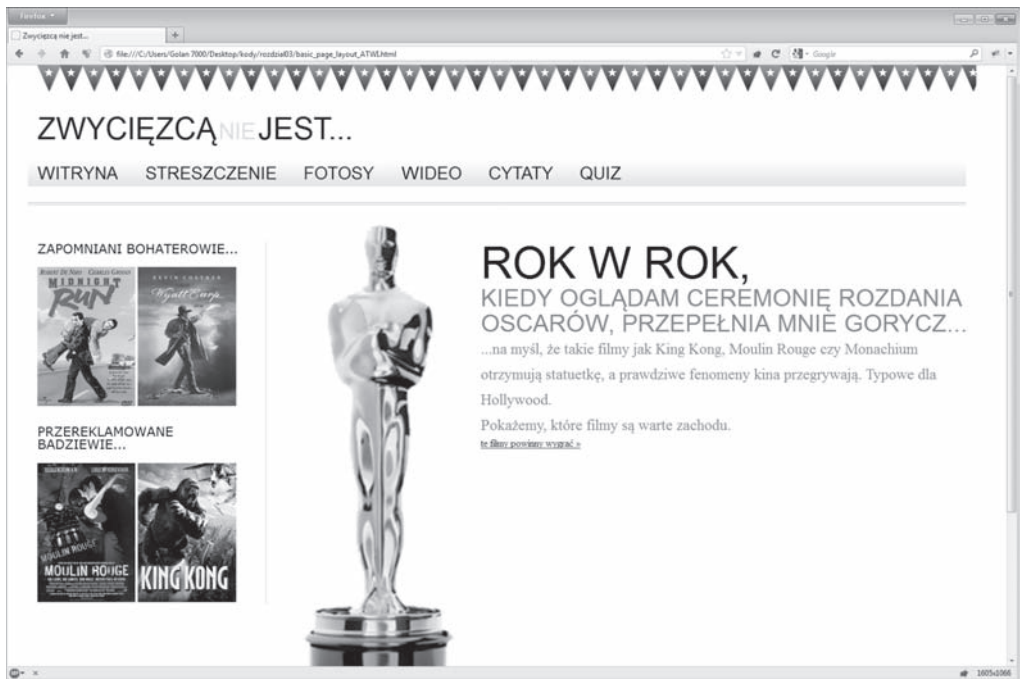 Firefox
Zwycięzcą nie jest...
file:///C:/Users/Golan 7000/Desktop/kody/rozdzial03/basic_page_layout_ATWI.html
Google
ZWYCIĘZCĄ NIE JEST...
WITRYNA STRESZCZENIE FOTOSY WIDEO CYTATY QUIZ
ZAPOMNIANI BOHATEROWIE...
ROBERT DE NIRO CHARLES GRODIN
MIDNIGHT
RUN
KEVIN COSTNER
Wyatt Earp
PRZEREKLAMOWANE
BADZIEWIE...
MOULIN ROUGE
MOULIN ROUGE
KING KONG
ROK W ROK,
KIEDY OGLĄDAM CEREMONIĘ ROZDANIA
OSCARÓW, PRZEPEŁNIA MNIE GORYCZ...
...na myśl, że takie filmy jak King Kong, Moulin Rouge czy Monachium
otrzymują statuetkę, a prawdziwe fenomeny kina przegrywają. Typowe dla
Hollywood.
Pokażemy, które filmy są warte zachodu.
te filmy powinny wygrać »
1605x1066